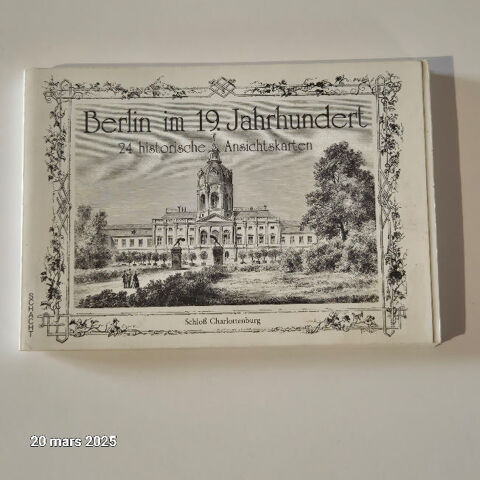 Berlin im 19. Jahrhundert
24 historische Ansichtskarten
Schloß Charlottenburg
SCHACHT
20 mars 2025